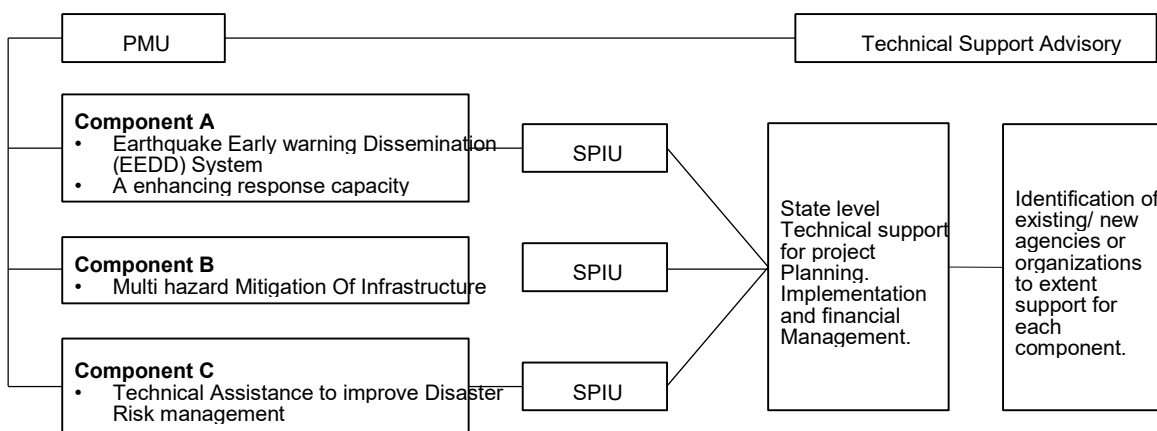 PMU
Technical Support Advisory
Component A
• Earthquake Early warning Dissemination
(EEDD) System
• A enhancing response capacity
SPIU
Component B
• Multi hazard Mitigation Of Infrastructure
SPIU
Component C
• Technical Assistance to improve Disaster
Risk management
SPIU
State level
Technical support
for project
Planning.
Implementation
and financial
Management.
Identification of
existing/ new
agencies or
organizations
to extent
support for
each
component.